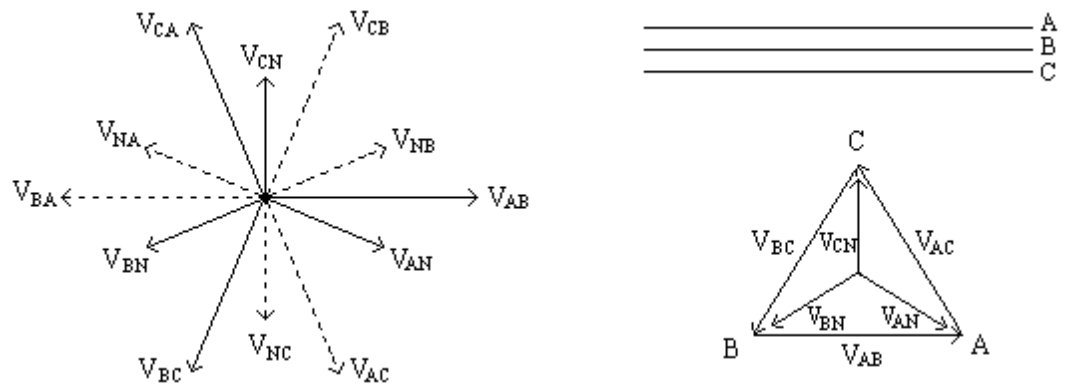 V_CA
V_CB
V_CN
V_NA
V_NB
V_BA
V_AB
V_BN
V_AN
V_NC
V_BC
V_AC
A
B
C
C
V_BC
V_CN
V_AC
V_BN
V_AN
B
V_AB
A